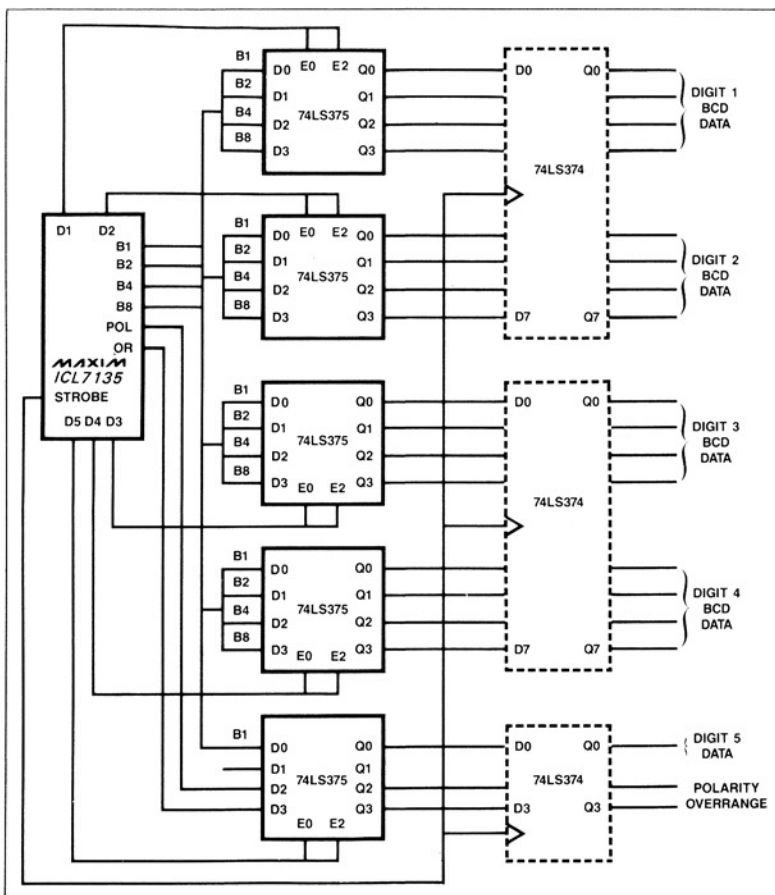 B1 E0 E2
D0 Q0 D0 Q0
B2
D1 Q1 DIGIT 1
B4 74LS375 BCD
D2 Q2 DATA
B8
D3 Q3
74LS374
D1 D2
B1 E0 E2
B1 D0 Q0
B2 B2
D1 Q1 DIGIT 2
B4 B4 74LS375 BCD
D2 Q2 DATA
B8 B8
D3 Q3 D7 Q7
POL
OR
MAXIM
ICL7135
STROBE
D5 D4 D3
B1
D0 Q0 D0 Q0
B2
D1 Q1 DIGIT 3
B4 74LS375 BCD
D2 Q2 DATA
B8
D3 Q3
E0 E2
74LS374
B1
D0 Q0
B2
D1 Q1 DIGIT 4
B4 74LS375 BCD
D2 Q2 DATA
B8
D3 Q3 D7 Q7
E0 E2
B1 D0 Q0 D0 Q0 DIGIT 5
DATA
D1 Q1
74LS375 74LS374
D2 Q2 POLARITY
D3 Q3 D3 Q3 OVERRANGE
E0 E2